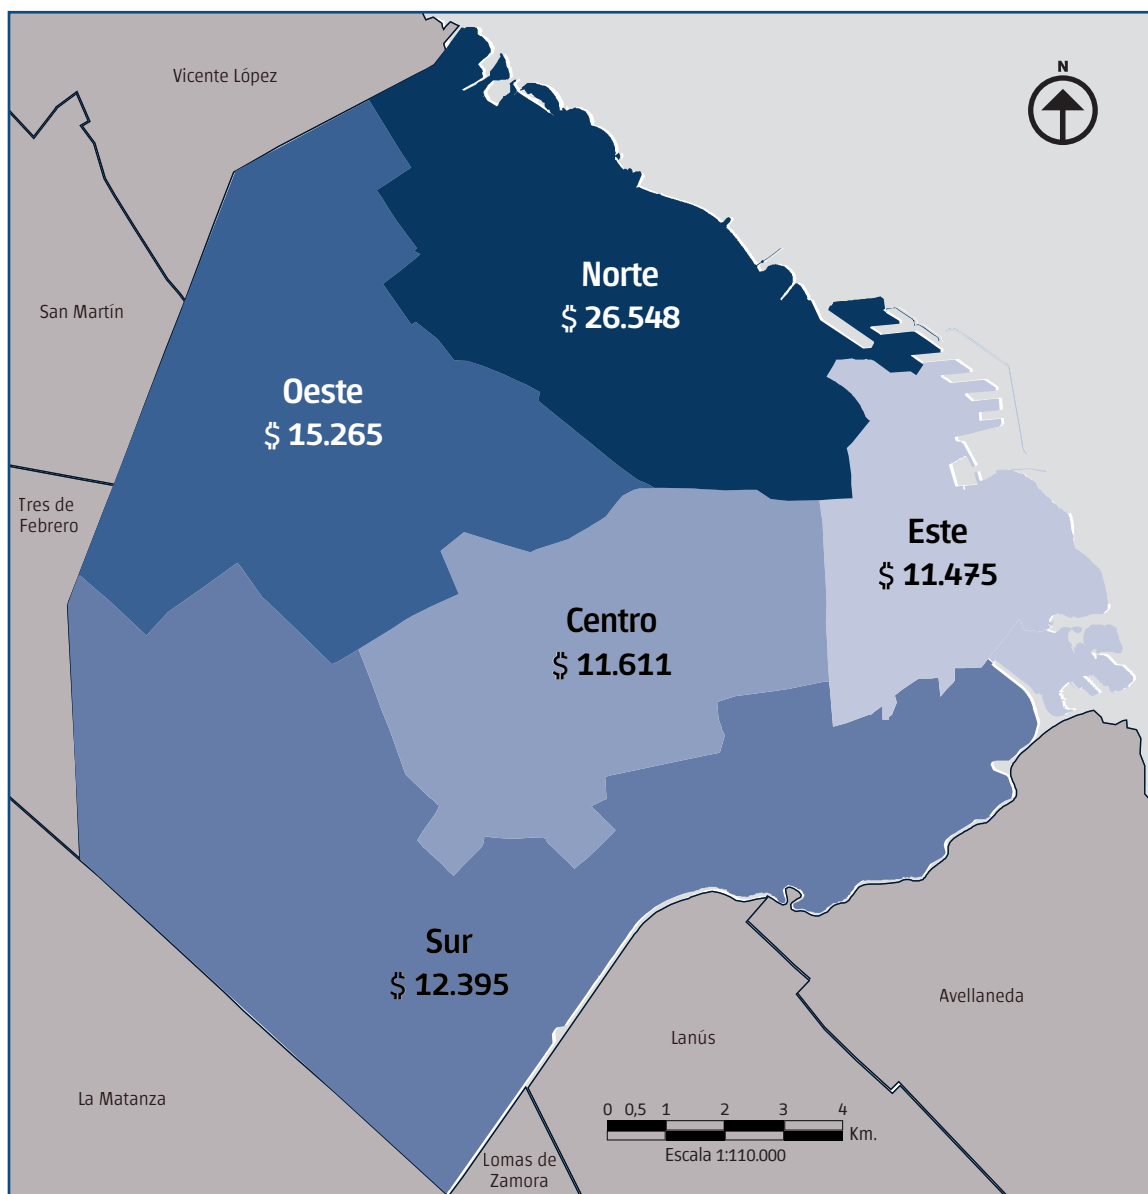 N
Vicente López
Norte
$ 26.548
San Martín
Oeste
$ 15.265
Tres de
Febrero
Este
$ 11.475
Centro
$ 11.611
Sur
$ 12.395
Avellaneda
Lanús
La Matanza
0 0,5 1 2 3 4
Km.
Escala 1:110.000
Lomas de
Zamora